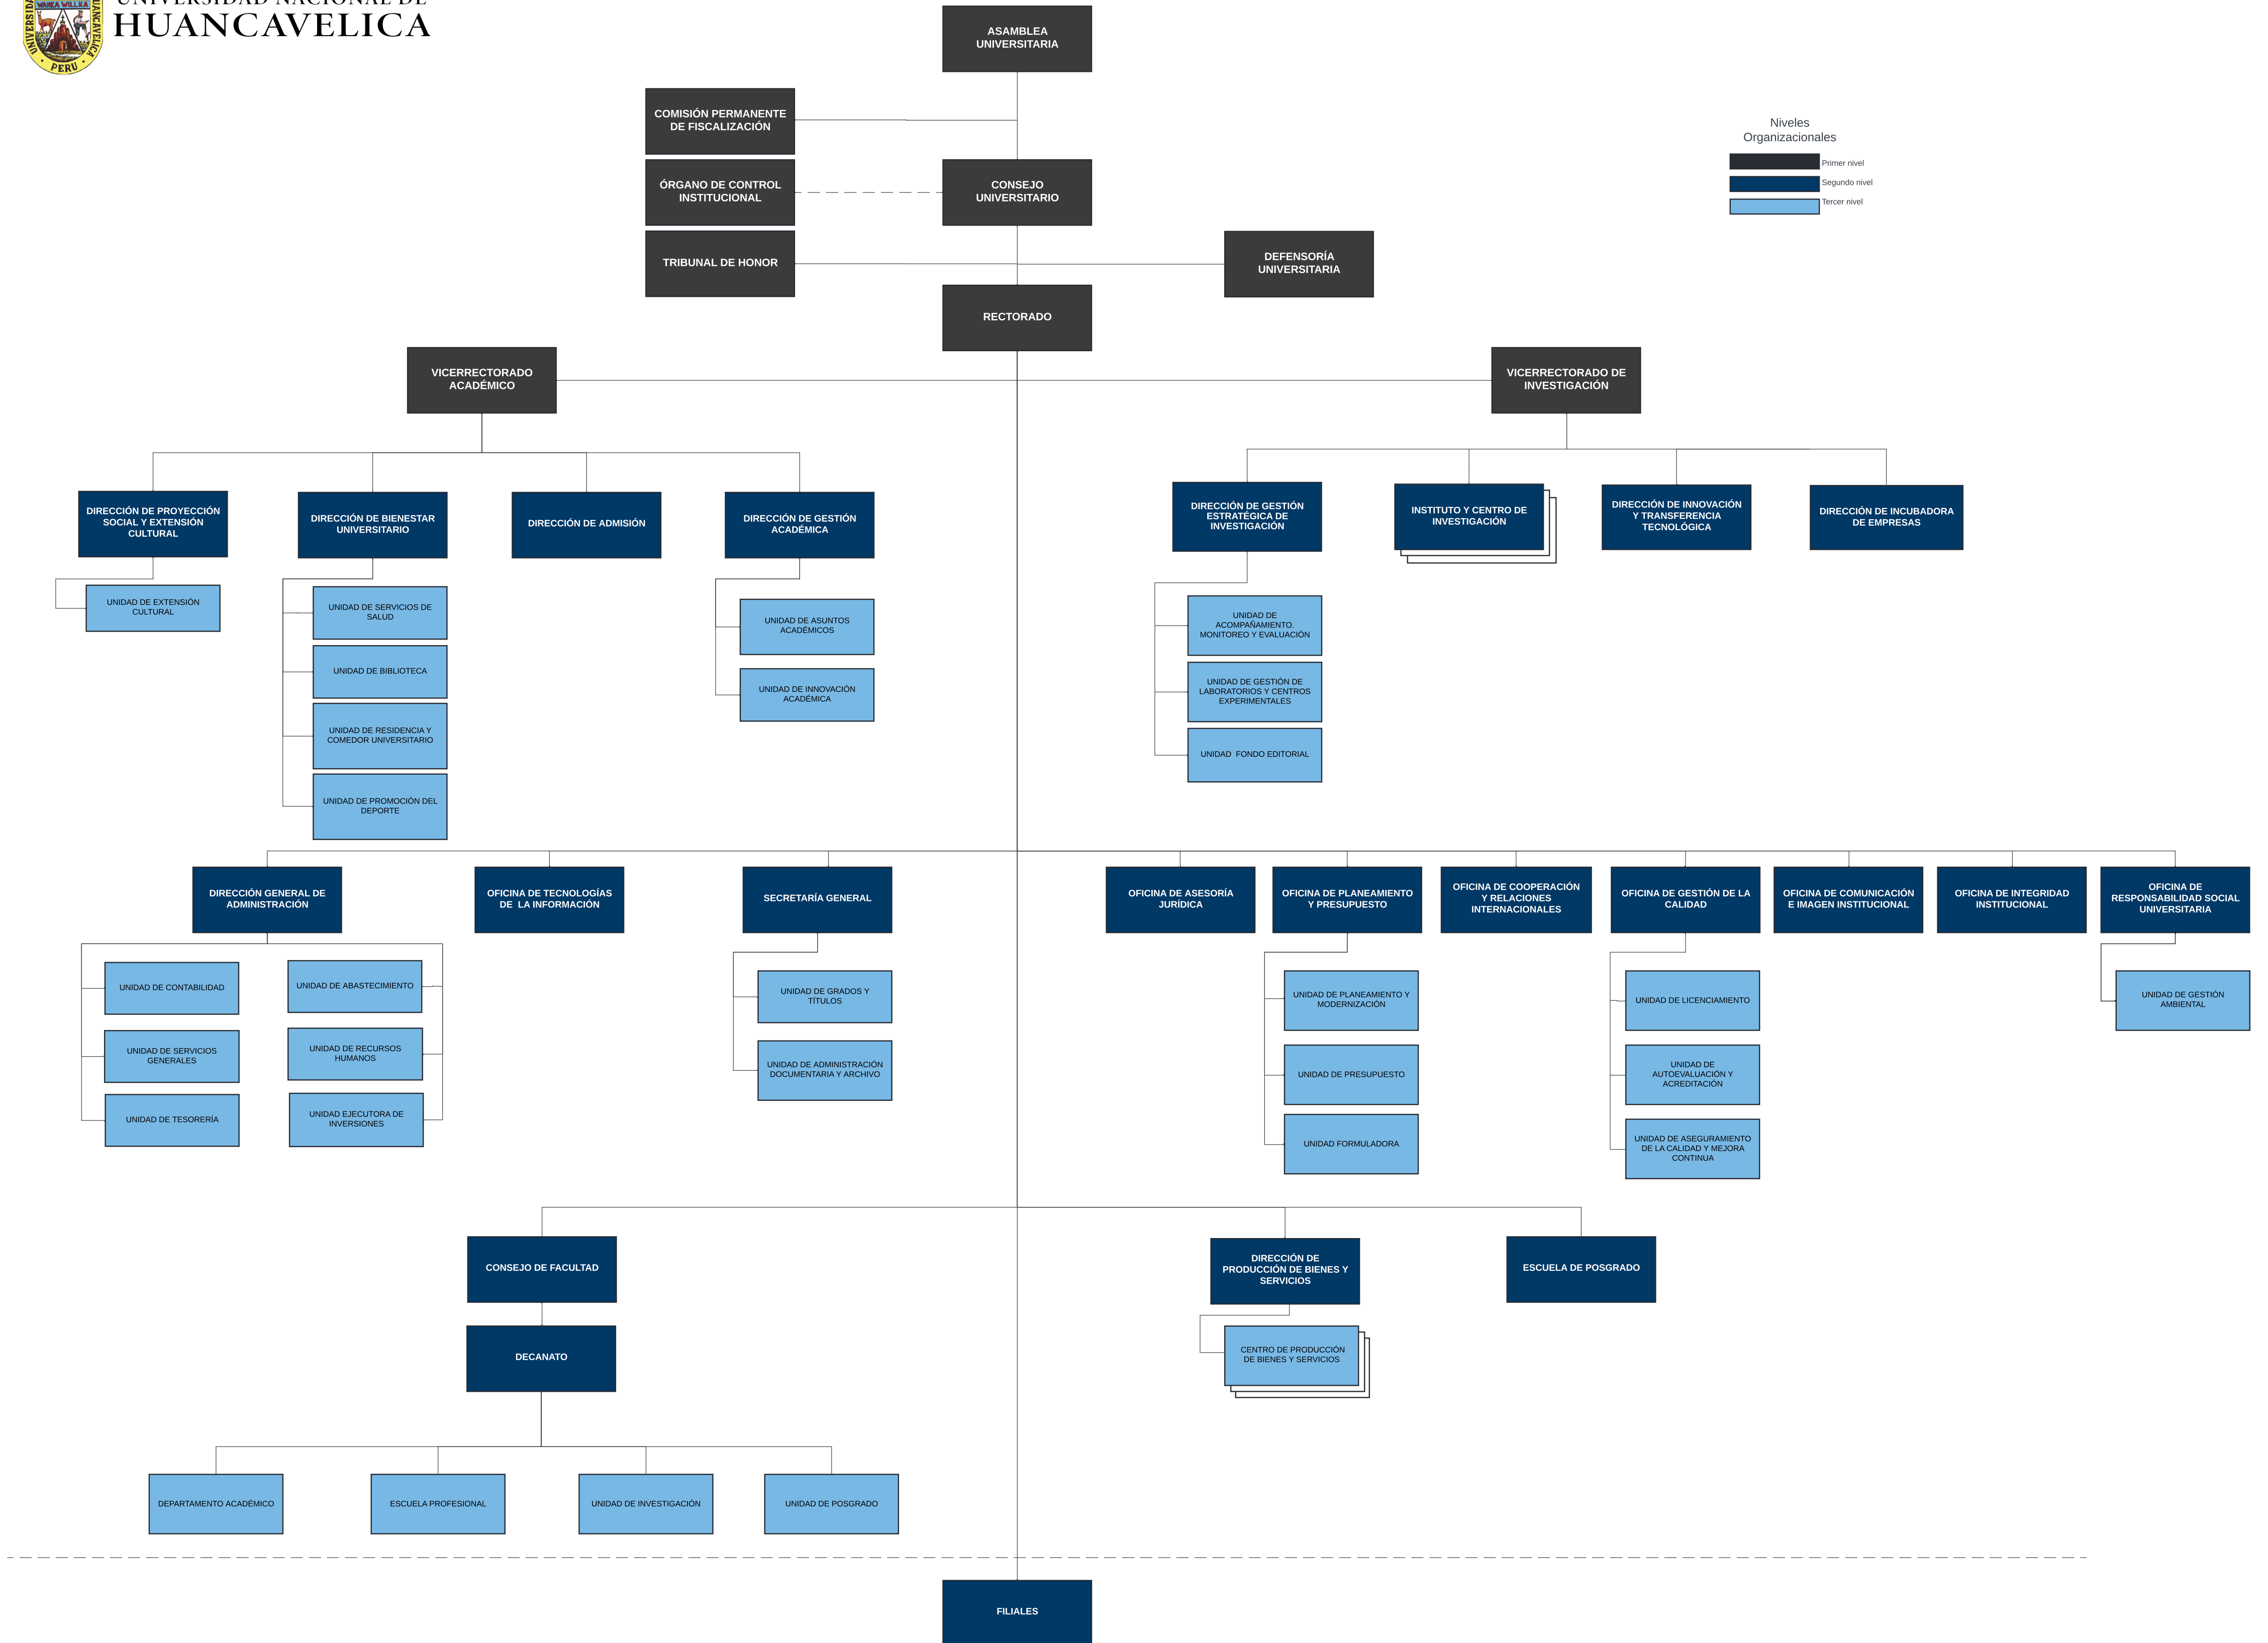 UNIVERSIDAD NACIONAL DE
HUANCAVELICA
WANKA WILLKA
PERU
ASAMBLEA
UNIVERSITARIA
COMISIÓN PERMANENTE
DE FISCALIZACIÓN
Niveles
Organizacionales
Primer nivel
Segundo nivel
Tercer nivel
ÓRGANO DE CONTROL
INSTITUCIONAL
CONSEJO
UNIVERSITARIO
TRIBUNAL DE HONOR
DEFENSORÍA
UNIVERSITARIA
RECTORADO
VICERRECTORADO
ACADÉMICO
VICERRECTORADO DE
INVESTIGACIÓN
DIRECCIÓN DE PROYECCIÓN
SOCIAL Y EXTENSIÓN
CULTURAL
DIRECCIÓN DE BIENESTAR
UNIVERSITARIO
DIRECCIÓN DE ADMISIÓN
DIRECCIÓN DE GESTIÓN
ACADÉMICA
DIRECCIÓN DE GESTIÓN
ESTRATÉGICA DE
INVESTIGACIÓN
INSTITUTO Y CENTRO DE
INVESTIGACIÓN
DIRECCIÓN DE INNOVACIÓN
Y TRANSFERENCIA
TECNOLÓGICA
DIRECCIÓN DE INCUBADORA
DE EMPRESAS
UNIDAD DE EXTENSIÓN
CULTURAL
UNIDAD DE SERVICIOS DE
SALUD
UNIDAD DE BIBLIOTECA
UNIDAD DE RESIDENCIA Y
COMEDOR UNIVERSITARIO
UNIDAD DE PROMOCIÓN DEL
DEPORTE
UNIDAD DE ASUNTOS
ACADÉMICOS
UNIDAD DE INNOVACIÓN
ACADÉMICA
UNIDAD DE
ACOMPAÑAMIENTO.
MONITOREO Y EVALUACIÓN
UNIDAD DE GESTIÓN DE
LABORATORIOS Y CENTROS
EXPERIMENTALES
UNIDAD  FONDO EDITORIAL
DIRECCIÓN GENERAL DE
ADMINISTRACIÓN
OFICINA DE TECNOLOGÍAS
DE  LA INFORMACIÓN
SECRETARÍA GENERAL
OFICINA DE ASESORÍA
JURÍDICA
OFICINA DE PLANEAMIENTO
Y PRESUPUESTO
OFICINA DE COOPERACIÓN
Y RELACIONES
INTERNACIONALES
OFICINA DE GESTIÓN DE LA
CALIDAD
OFICINA DE COMUNICACIÓN
E IMAGEN INSTITUCIONAL
OFICINA DE INTEGRIDAD
INSTITUCIONAL
OFICINA DE
RESPONSABILIDAD SOCIAL
UNIVERSITARIA
UNIDAD DE CONTABILIDAD
UNIDAD DE SERVICIOS
GENERALES
UNIDAD DE TESORERÍA
UNIDAD DE ABASTECIMIENTO
UNIDAD DE RECURSOS
HUMANOS
UNIDAD EJECUTORA DE
INVERSIONES
UNIDAD DE GRADOS Y
TÍTULOS
UNIDAD DE ADMINISTRACIÓN
DOCUMENTARIA Y ARCHIVO
UNIDAD DE PLANEAMIENTO Y
MODERNIZACIÓN
UNIDAD DE PRESUPUESTO
UNIDAD FORMULADORA
UNIDAD DE LICENCIAMIENTO
UNIDAD DE
AUTOEVALUACIÓN Y
ACREDITACIÓN
UNIDAD DE ASEGURAMIENTO
DE LA CALIDAD Y MEJORA
CONTINUA
UNIDAD DE GESTIÓN
AMBIENTAL
CONSEJO DE FACULTAD
DIRECCIÓN DE
PRODUCCIÓN DE BIENES Y
SERVICIOS
ESCUELA DE POSGRADO
DECANATO
CENTRO DE PRODUCCIÓN
DE BIENES Y SERVICIOS
DEPARTAMENTO ACADÉMICO
ESCUELA PROFESIONAL
UNIDAD DE INVESTIGACIÓN
UNIDAD DE POSGRADO
FILIALES